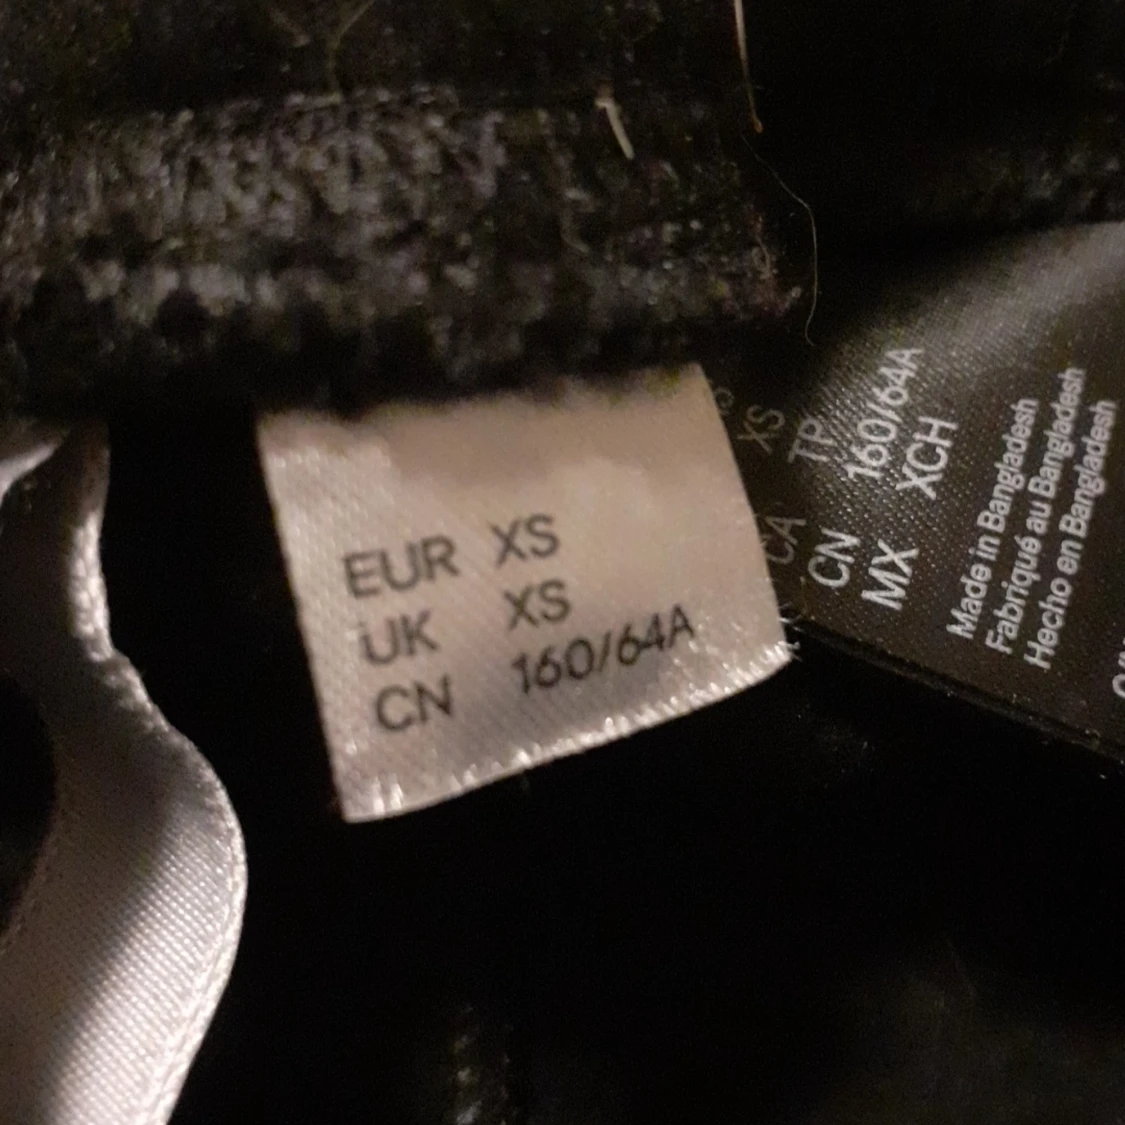 EUR XS
UK XS
CN 160/64A
XS
CA TP
CN 160/64A
MX XCH
Made in Bangladesh
Fabriqué au Bangladesh
Hecho en Bangladesh